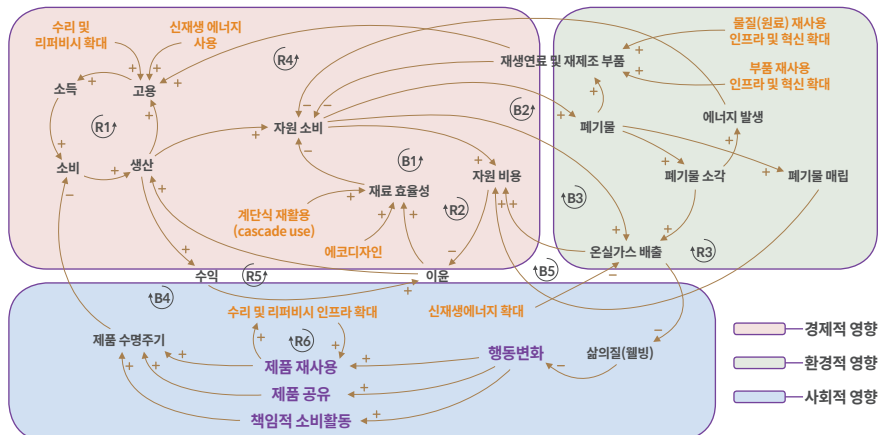 수리 및
리퍼비시 확대
신재생 에너지
사용
물질(원료) 재사용
인프라 및 혁신 확대
부품 재사용
인프라 및 혁신 확대
R4
재생연료 및 재제조 부품
소득
고용
B2
에너지 발생
R1
자원 소비
폐기물
소비
생산
B1
자원 비용
폐기물 소각
폐기물 매립
재료 효율성
B3
계단식 재활용
(cascade use)
R2
에코디자인
온실가스 배출
R3
수익
R5
이윤
B5
B4
수리 및 리퍼비시 인프라 확대
신재생에너지 확대
제품 수명주기
R6
제품 재사용
행동변화
삶의질(웰빙)
제품 공유
책임적 소비활동
경제적 영향
환경적 영향
사회적 영향